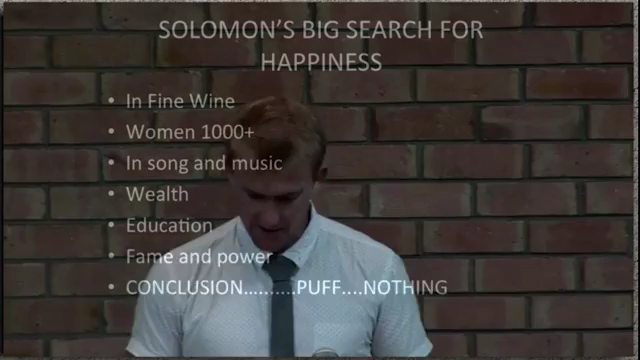 SOLOMON'S BIG SEARCH FOR
HAPPINESS
• In Fine Wine
• Women 1000+
• In song and music
• Wealth
• Education
• Fame and power
• CONCLUSION..........PUFF....NOTHING